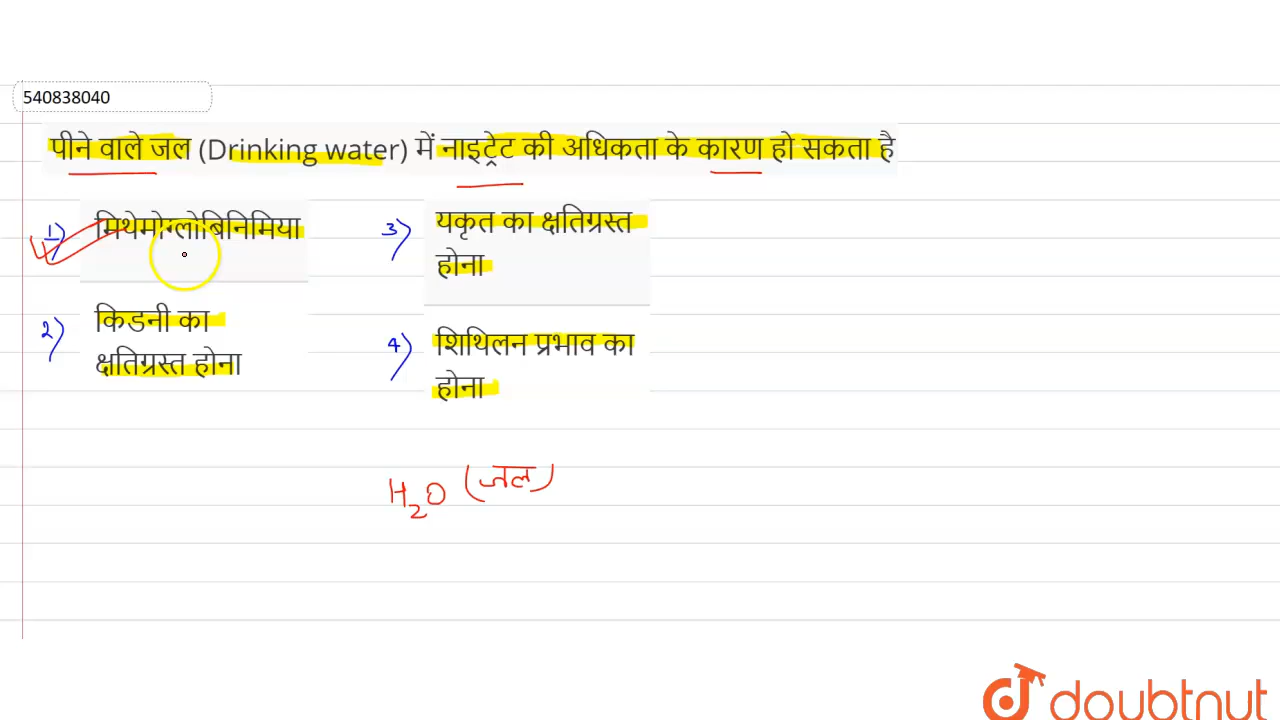 540838040
पीने वाले जल (Drinking water) में नाइट्रेट की अधिकता के कारण हो सकता है
1) मिथेमोग्लोबिनिमिया
2) किडनी का
क्षतिग्रस्त होना
3) यकृत का क्षतिग्रस्त
होना
4) शिथिलन प्रभाव का
होना
H2O (जल)
doubtnut